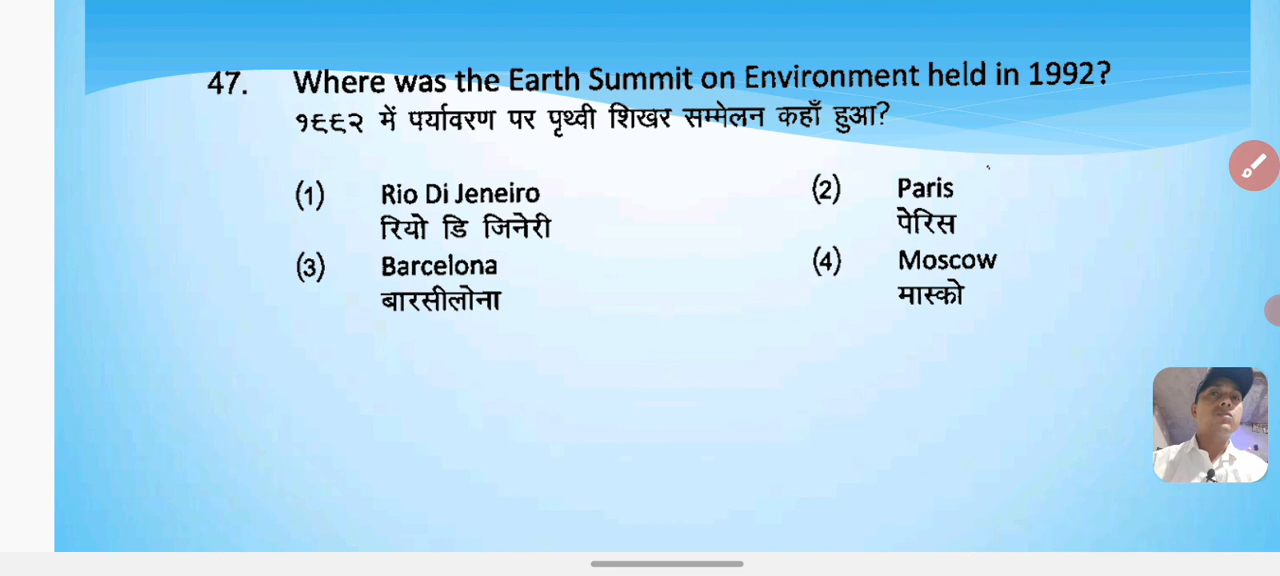 47. Where was the Earth Summit on Environment held in 1992?
१९९२ में पर्यावरण पर पृथ्वी शिखर सम्मेलन कहाँ हुआ?
(1) Rio Di Jeneiro (2) Paris
रियो डि जिनेरी पेरिस
(3) Barcelona (4) Moscow
बारसीलोना मास्को